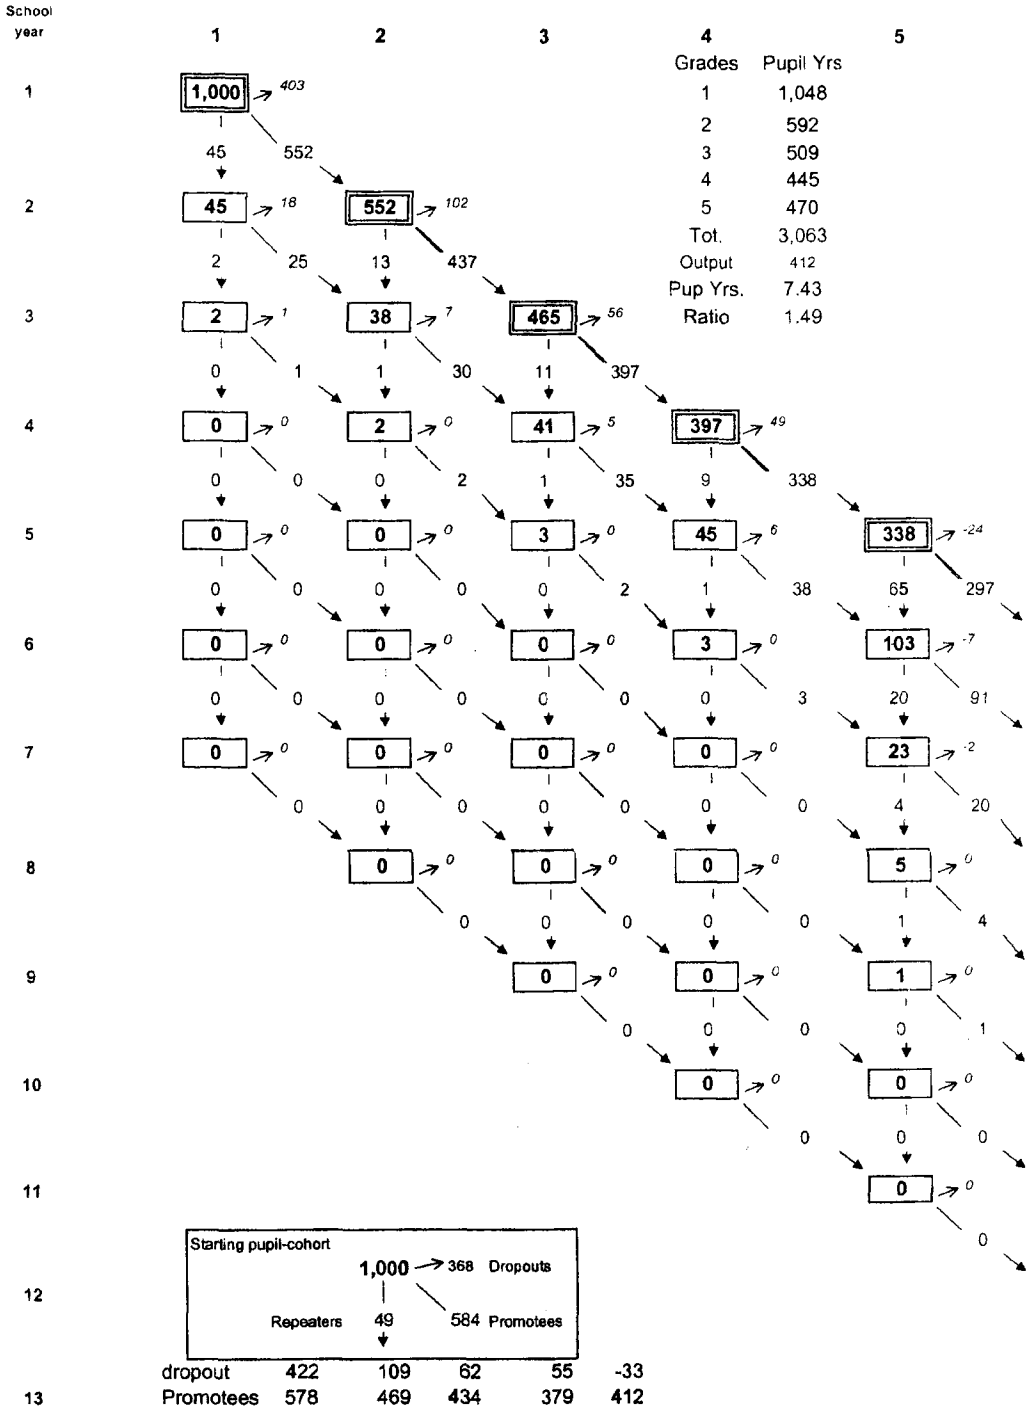 School
year
1 2 3 4 5
Grades Pupil Yrs
1 1,000 403 1 1,048
2 592
45 552 3 509
4 445
2 45 18 552 102 5 470
Tot. 3,063
2 25 13 437 Output 412
Pup Yrs. 7.43
3 2 1 38 7 465 56 Ratio 1.49
0 1 1 30 11 397
4 0 0 2 0 41 5 397 49
0 0 0 2 1 35 9 338
5 0 0 0 0 3 0 45 6 338 -24
0 0 0 0 0 2 1 38 65 297
6 0 0 0 0 0 0 3 0 103 -7
0 0 0 0 0 0 0 3 20 91
7 0 0 0 0 0 0 0 0 23 -2
0 0 0 0 0 0 0 4 20
8 0 0 0 0 0 0 5 0
0 0 0 0 0 1 4
9 0 0 0 0 1 0
0 0 0 0 1
10 0 0 0 0
0 0 0
11 0 0
Starting pupil-cohort 0
1,000 368 Dropouts
12
Repeaters 49 584 Promotees
dropout 422 109 62 55 -33
13 Promotees 578 469 434 379 412